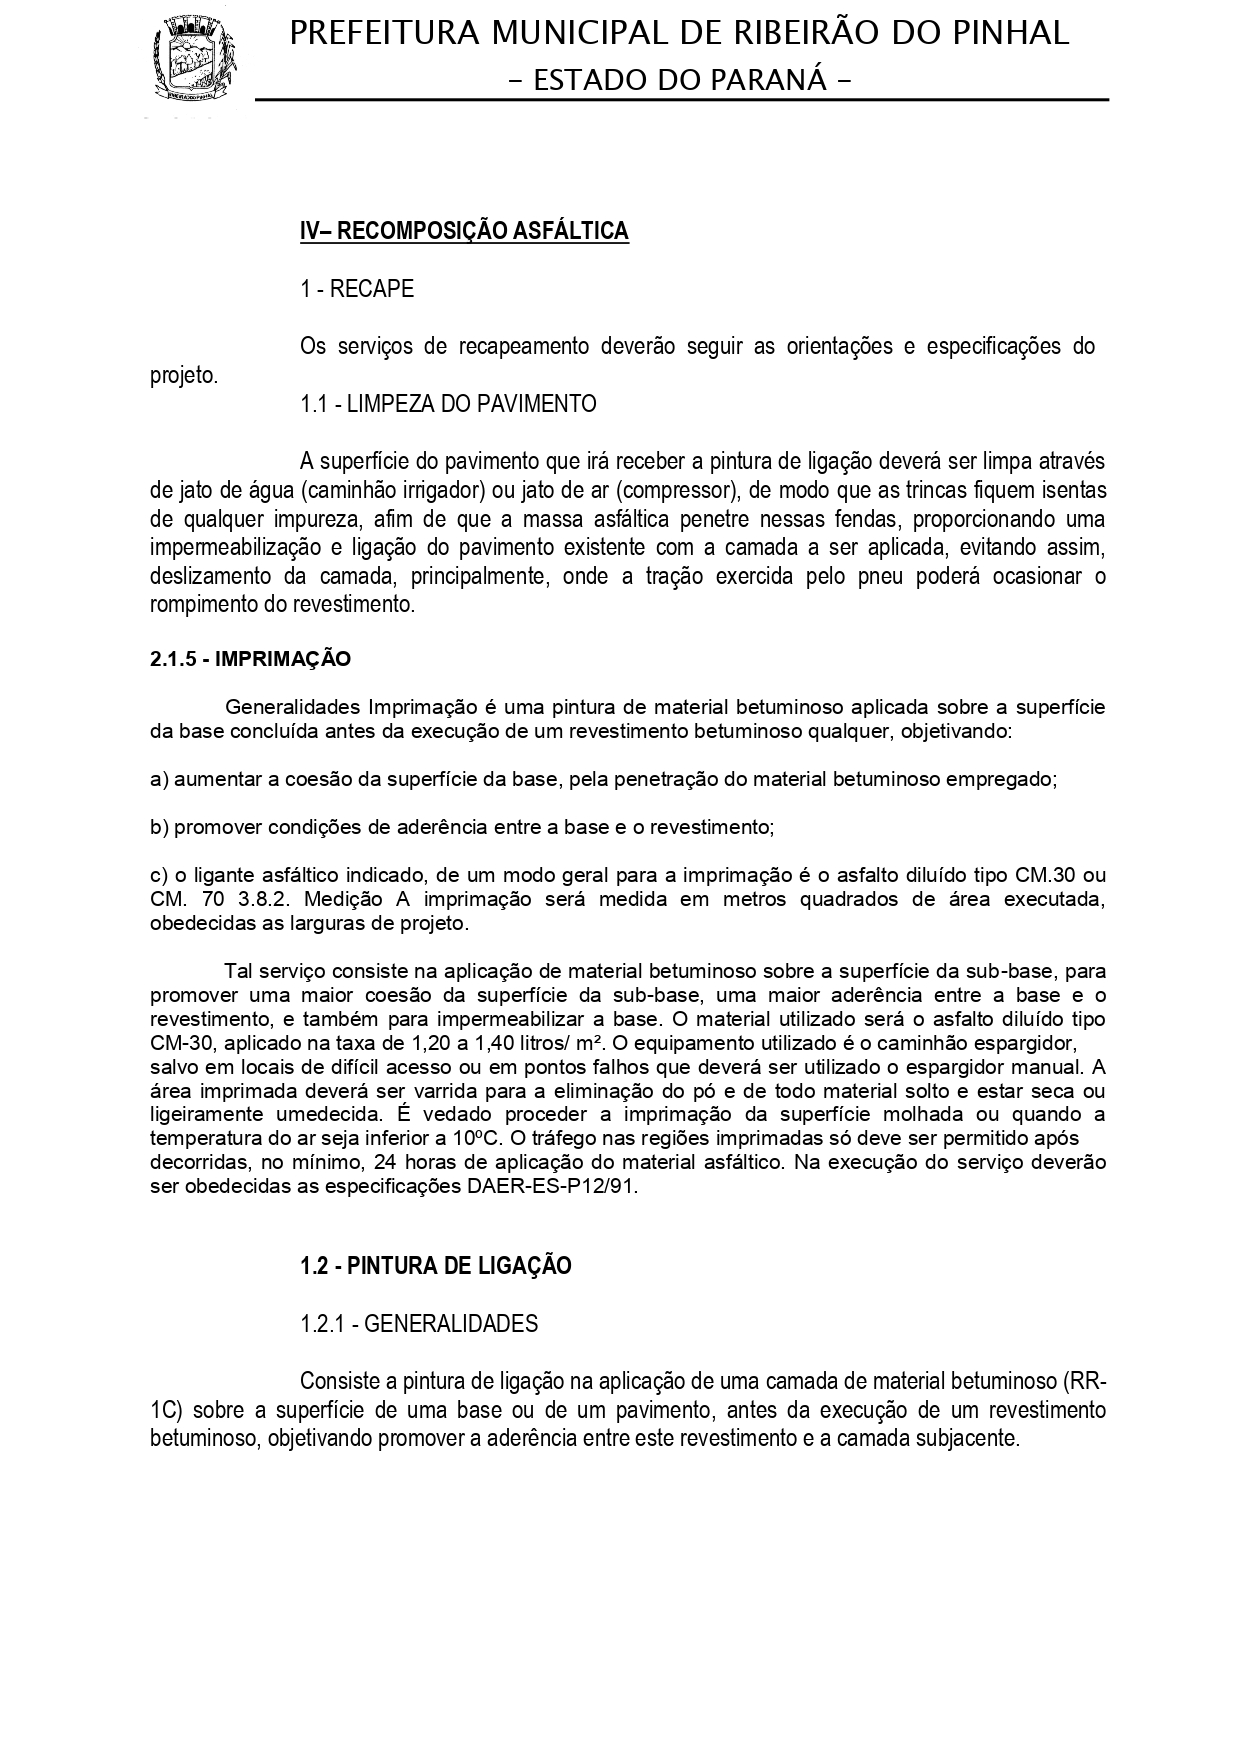 PREFEITURA MUNICIPAL DE RIBEIRÃO DO PINHAL
– ESTADO DO PARANÁ –
IV– RECOMPOSIÇÃO ASFÁLTICA
1 - RECAPE
Os serviços de recapeamento deverão seguir as orientações e especificações do
projeto.
1.1 - LIMPEZA DO PAVIMENTO
A superfície do pavimento que irá receber a pintura de ligação deverá ser limpa através
de jato de água (caminhão irrigador) ou jato de ar (compressor), de modo que as trincas fiquem isentas
de qualquer impureza, afim de que a massa asfáltica penetre nessas fendas, proporcionando uma
impermeabilização e ligação do pavimento existente com a camada a ser aplicada, evitando assim,
deslizamento da camada, principalmente, onde a tração exercida pelo pneu poderá ocasionar o
rompimento do revestimento.
2.1.5 - IMPRIMAÇÃO
Generalidades Imprimação é uma pintura de material betuminoso aplicada sobre a superfície
da base concluída antes da execução de um revestimento betuminoso qualquer, objetivando:
a) aumentar a coesão da superfície da base, pela penetração do material betuminoso empregado;
b) promover condições de aderência entre a base e o revestimento;
c) o ligante asfáltico indicado, de um modo geral para a imprimação é o asfalto diluído tipo CM.30 ou
CM. 70 3.8.2. Medição A imprimação será medida em metros quadrados de área executada,
obedecidas as larguras de projeto.
Tal serviço consiste na aplicação de material betuminoso sobre a superfície da sub-base, para
promover uma maior coesão da superfície da sub-base, uma maior aderência entre a base e o
revestimento, e também para impermeabilizar a base. O material utilizado será o asfalto diluído tipo
CM-30, aplicado na taxa de 1,20 a 1,40 litros/ m². O equipamento utilizado é o caminhão espargidor,
salvo em locais de difícil acesso ou em pontos falhos que deverá ser utilizado o espargidor manual. A
área imprimada deverá ser varrida para a eliminação do pó e de todo material solto e estar seca ou
ligeiramente umedecida. É vedado proceder a imprimação da superfície molhada ou quando a
temperatura do ar seja inferior a 10ºC. O tráfego nas regiões imprimadas só deve ser permitido após
decorridas, no mínimo, 24 horas de aplicação do material asfáltico. Na execução do serviço deverão
ser obedecidas as especificações DAER-ES-P12/91.
1.2 - PINTURA DE LIGAÇÃO
1.2.1 - GENERALIDADES
Consiste a pintura de ligação na aplicação de uma camada de material betuminoso (RR-
1C) sobre a superfície de uma base ou de um pavimento, antes da execução de um revestimento
betuminoso, objetivando promover a aderência entre este revestimento e a camada subjacente.